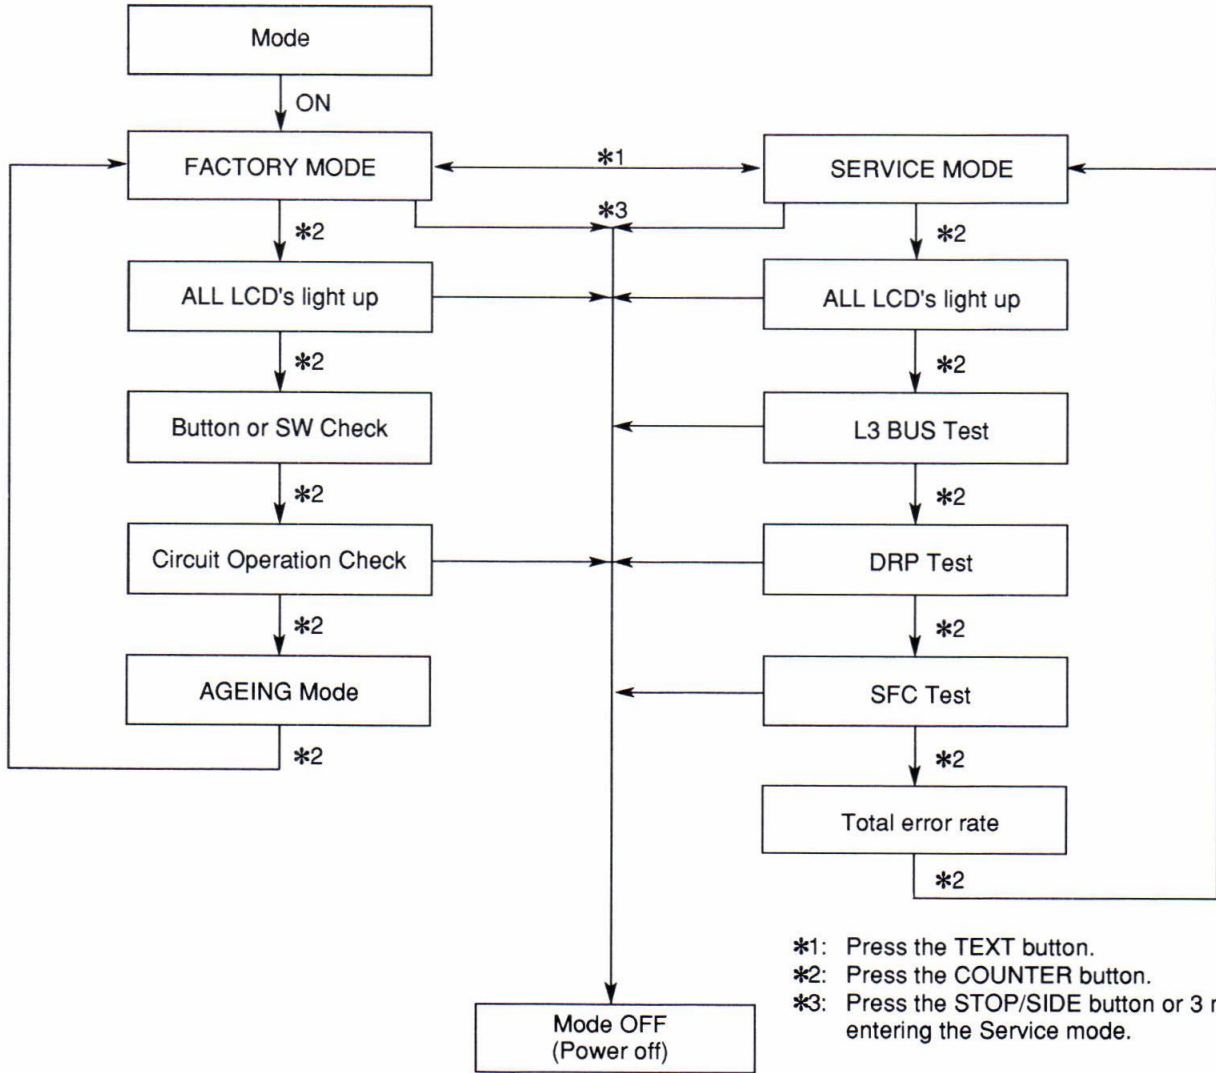 Mode
ON
FACTORY MODE
✻1
SERVICE MODE
✻3
✻2
✻2
ALL LCD's light up
ALL LCD's light up
✻2
✻2
Button or SW Check
L3 BUS Test
✻2
✻2
Circuit Operation Check
DRP Test
✻2
✻2
AGEING Mode
SFC Test
✻2
✻2
Total error rate
✻2
✻1: Press the TEXT button.
✻2: Press the COUNTER button.
✻3: Press the STOP/SIDE button or 3
entering the Service mode.
Mode OFF
(Power off)